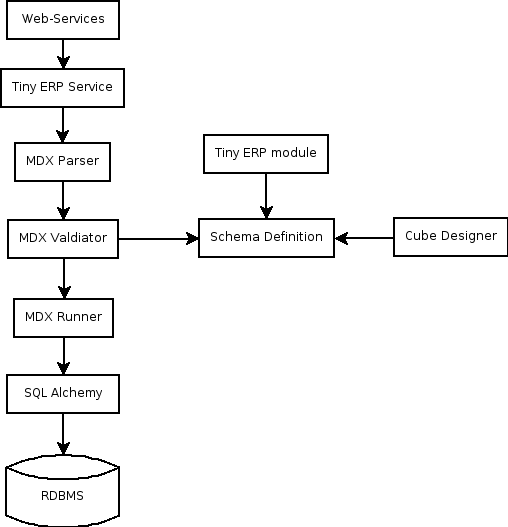 Web-Services
Tiny ERP Service
MDX Parser
Tiny ERP module
MDX Valdiator
Schema Definition
Cube Designer
MDX Runner
SQL Alchemy
RDBMS